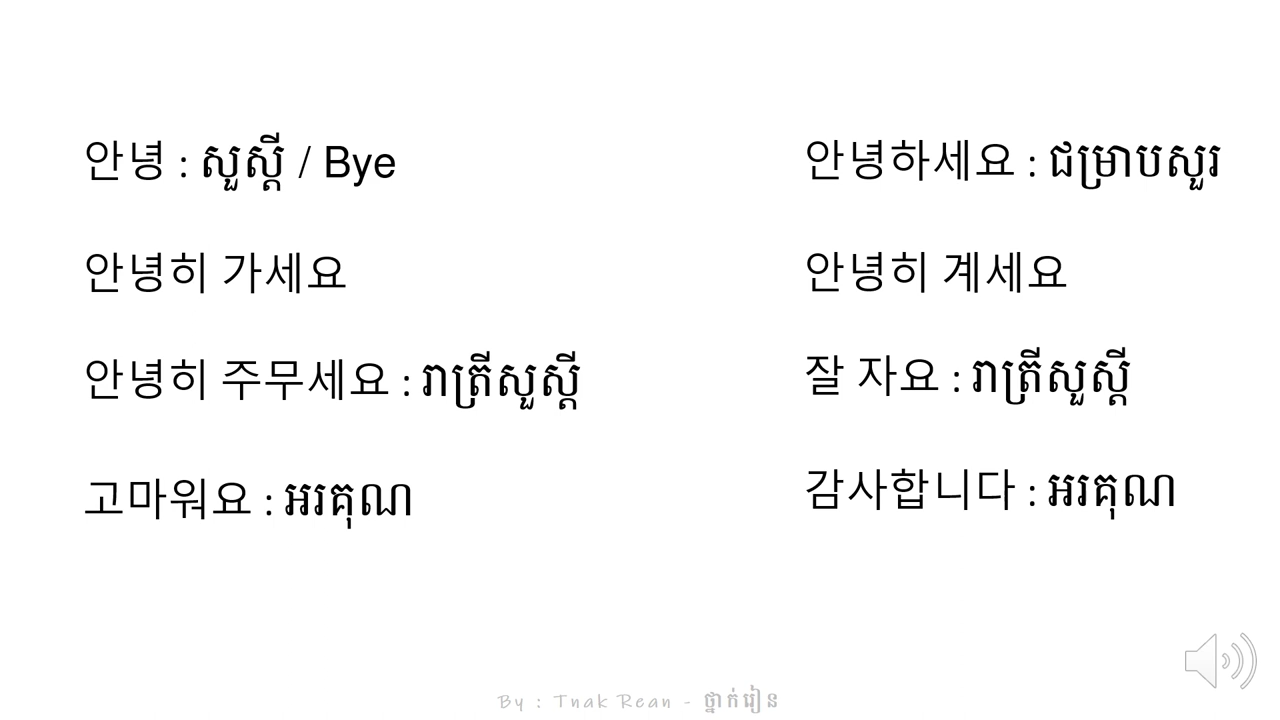 안녕 : សួស្តី / Bye
안녕하세요 : ជម្រាបសួរ
안녕히 가세요
안녕히 계세요
안녕히 주무세요 : រាត្រីសួស្តី
잘 자요 : រាត្រីសួស្តី
고마워요 : អរគុណ
감사합니다 : អរគុណ
By : Tnak Rean - ថ្នាក់រៀន